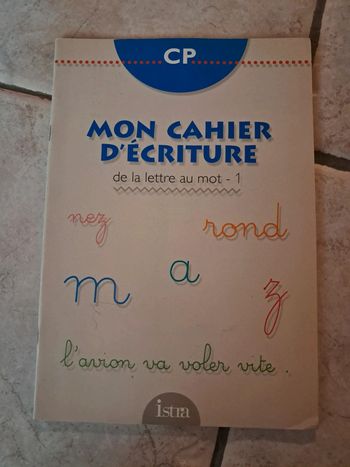 CP
MON CAHIER
D'ÉCRITURE
de la lettre au mot - 1
nez
rond
m
a
z
l'avion va voler vite .
istra